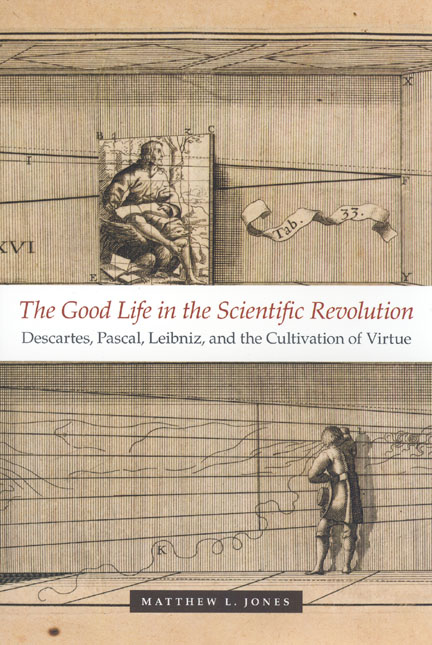 X
B
C
I
F
Tab. 33.
XVI
E
Y
The Good Life in the Scientific Revolution
Descartes, Pascal, Leibniz, and the Cultivation of Virtue
K
MATTHEW L. JONES